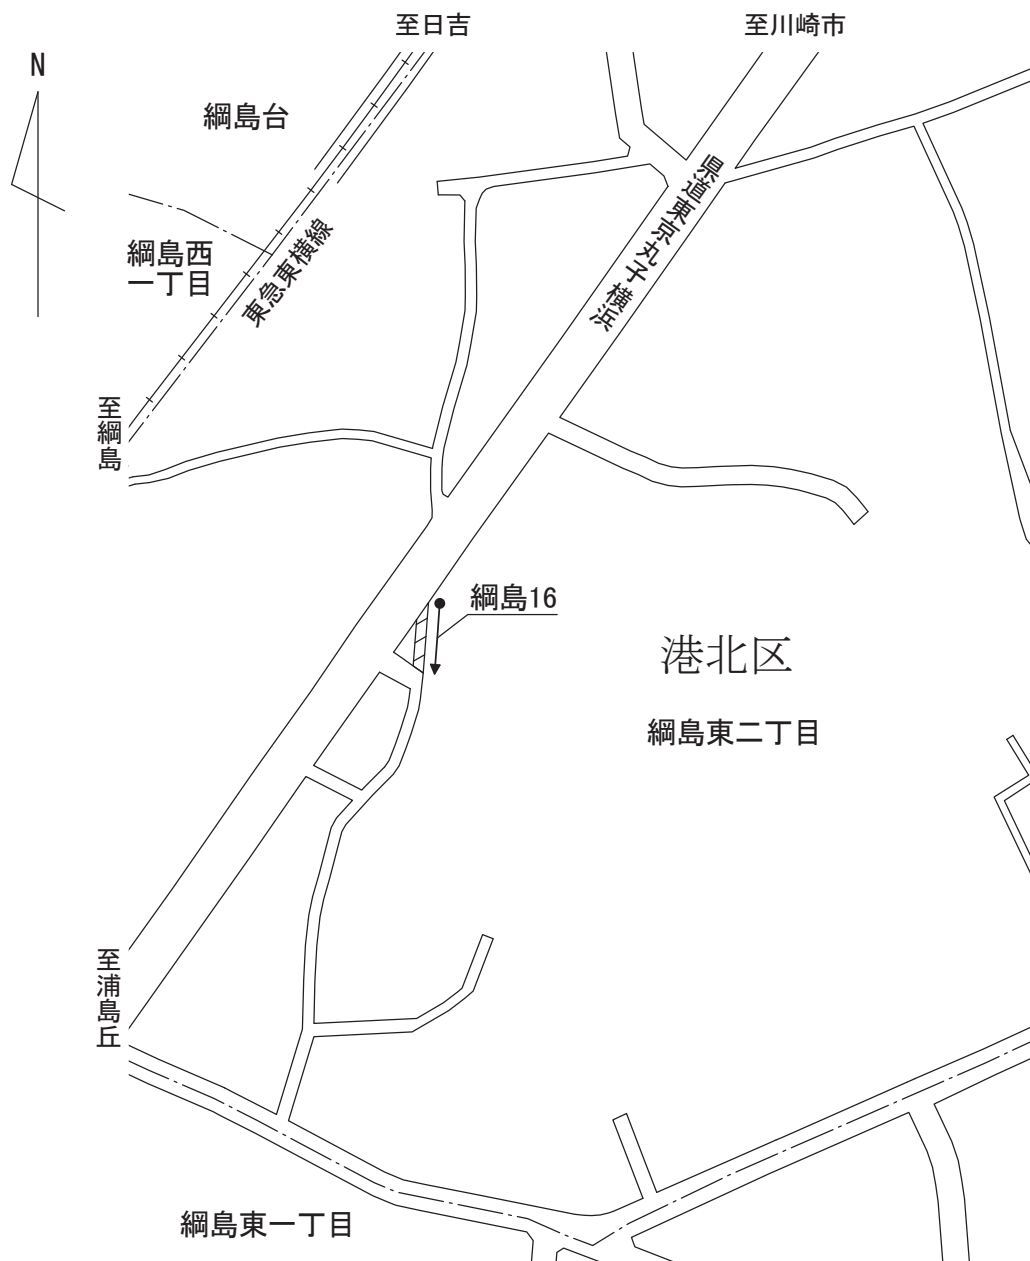 至日吉
至川崎市
N
綱島台
県道東京丸子横浜
綱島西
一丁目
東急東横線
至綱島
綱島16
港北区
綱島東二丁目
至浦島丘
綱島東一丁目